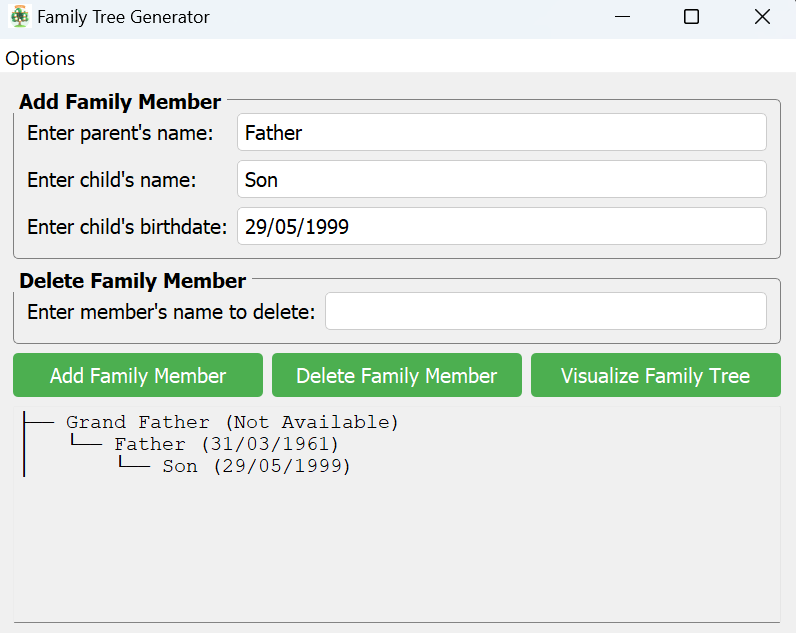 Family Tree Generator
Options
Add Family Member
Enter parent's name: Father
Enter child's name: Son
Enter child's birthdate: 29/05/1999
Delete Family Member
Enter member's name to delete:
Add Family Member Delete Family Member Visualize Family Tree
Grand Father (Not Available)
Father (31/03/1961)
Son (29/05/1999)